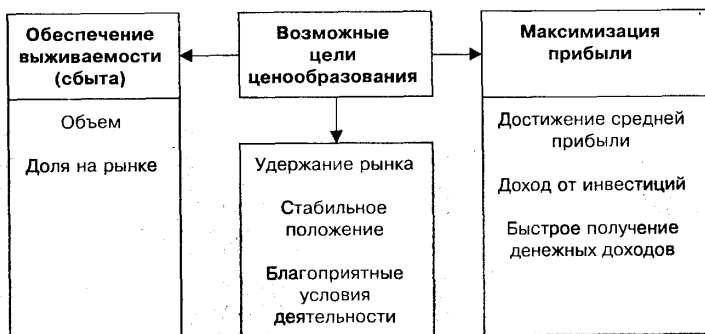 Обеспечение
выживаемости
(сбыта)
Объем
Доля на рынке
Возможные
цели
ценообразования
Удержание рынка
Стабильное
положение
Благоприятные
условия
деятельности
Максимизация
прибыли
Достижение средней
прибыли
Доход от инвестиций
Быстрое получение
денежных доходов